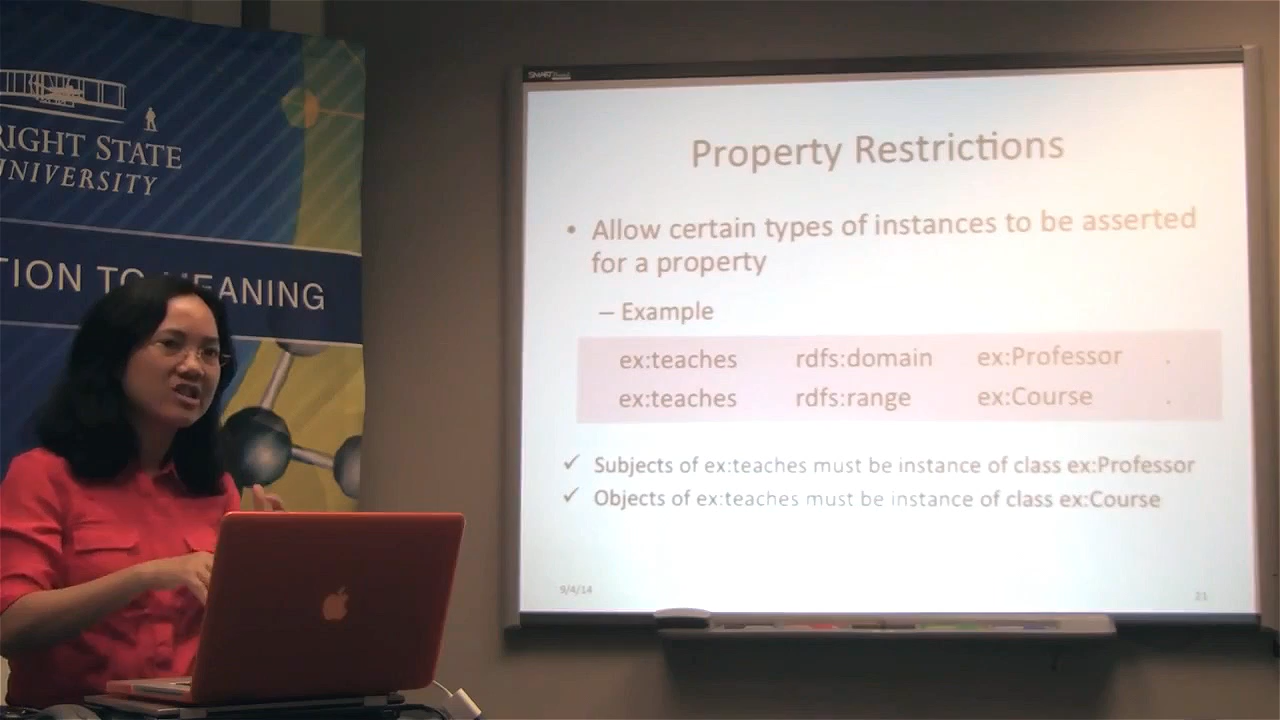 RIGHT STATE
UNIVERSITY
TION TO MEANING
SMART
Property Restrictions
• Allow certain types of instances to be asserted
for a property
– Example
ex:teaches rdfs:domain ex:Professor .
ex:teaches rdfs:range ex:Course .
✓ Subjects of ex:teaches must be instance of class ex:Professor
✓ Objects of ex:teaches must be instance of class ex:Course
9/4/14
21